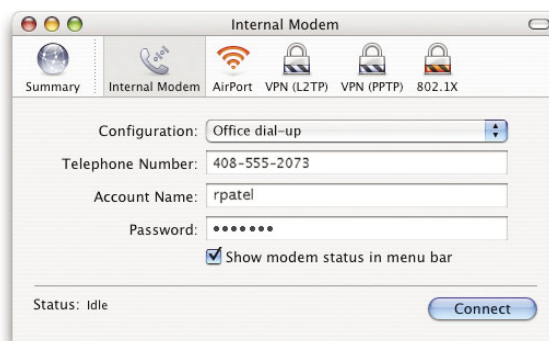 Internal Modem
Summary Internal Modem AirPort VPN (L2TP) VPN (PPTP) 802.1X
Configuration: Office dial-up
Telephone Number: 408-555-2073
Account Name: rpatel
Password: •••••••
Show modem status in menu bar
Status: Idle
Connect